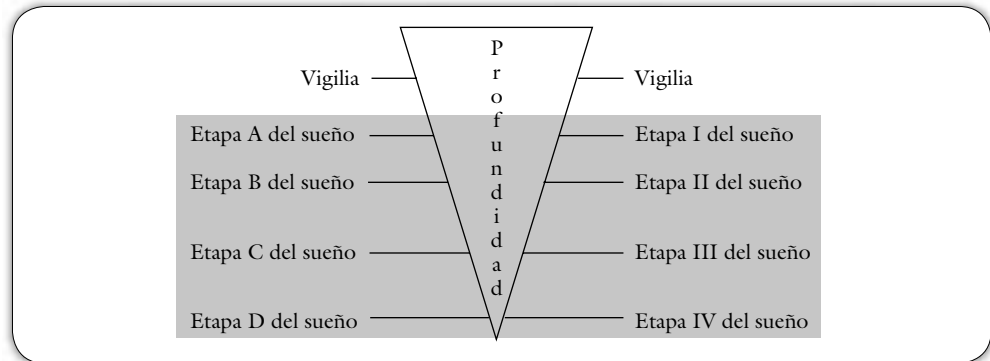 Profundidad
Vigilia Vigilia
Etapa A del sueño Etapa I del sueño
Etapa B del sueño Etapa II del sueño
Etapa C del sueño Etapa III del sueño
Etapa D del sueño Etapa IV del sueño